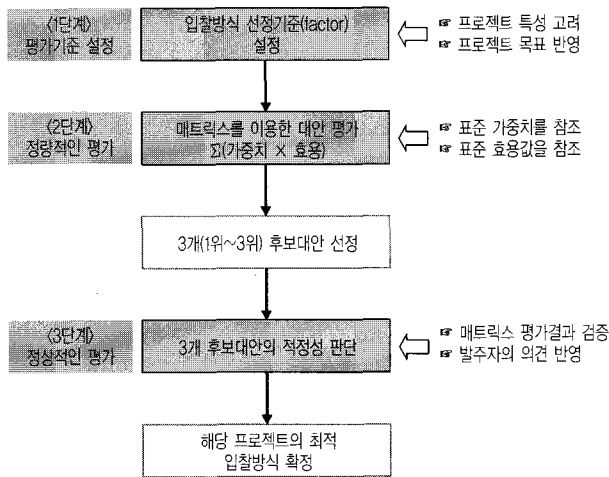 〈1단계〉
평가기준 설정
입찰방식 선정기준(factor)
설정
☞ 프로젝트 특성 고려
☞ 프로젝트 목표 반영
〈2단계〉
정량적인 평가
매트릭스를 이용한 대안 평가
Σ(가중치 X 효용)
☞ 표준 가중치를 참조
☞ 표준 효용값을 참조
3개(1위~3위) 후보대안 선정
〈3단계〉
정상적인 평가
3개 후보대안의 적정성 판단
☞ 매트릭스 평가결과 검증
☞ 발주자의 의견 반영
해당 프로젝트의 최적
입찰방식 확정